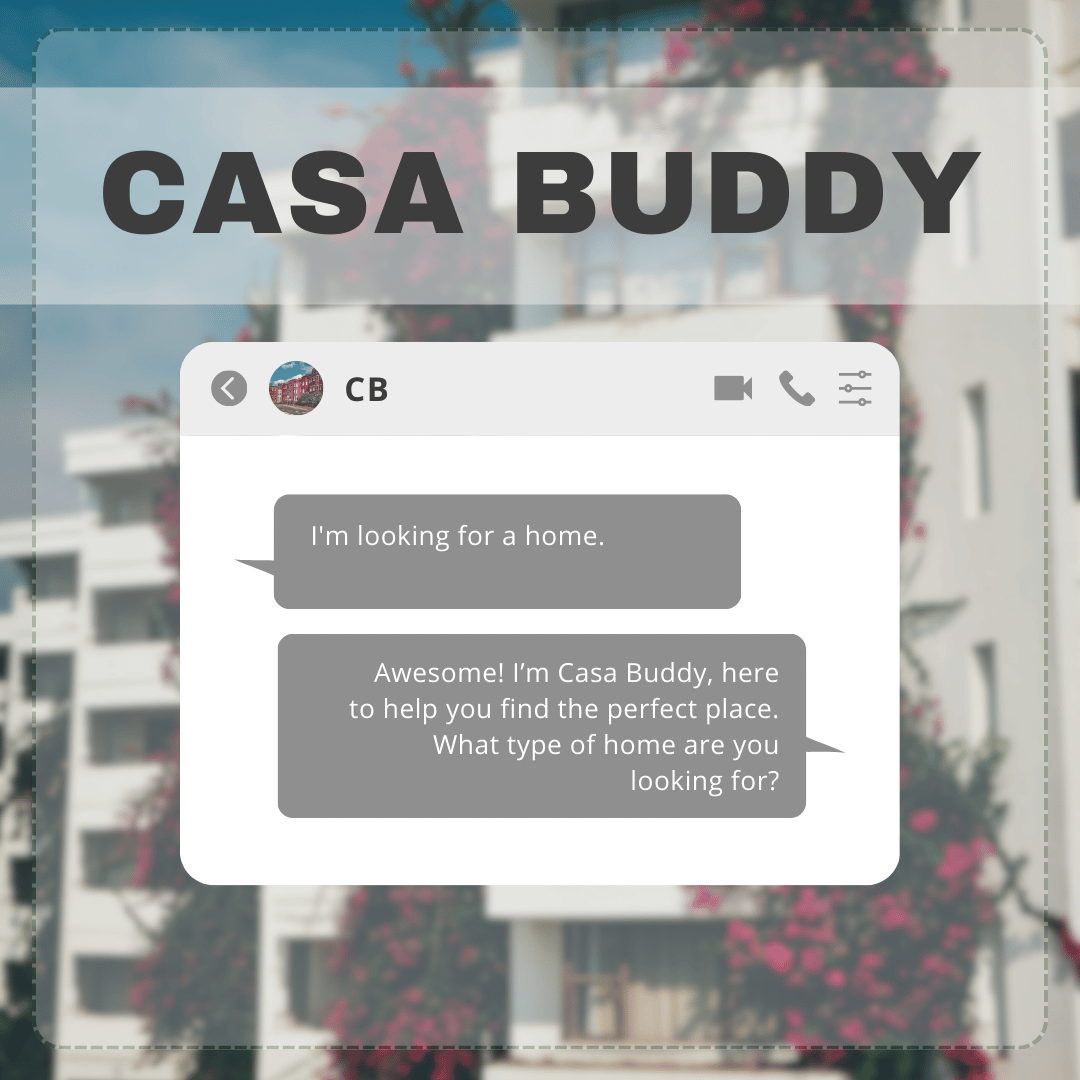 CASA BUDDY
CB
I'm looking for a home.
Awesome! I’m Casa Buddy, here
to help you find the perfect place.
What type of home are you
looking for?